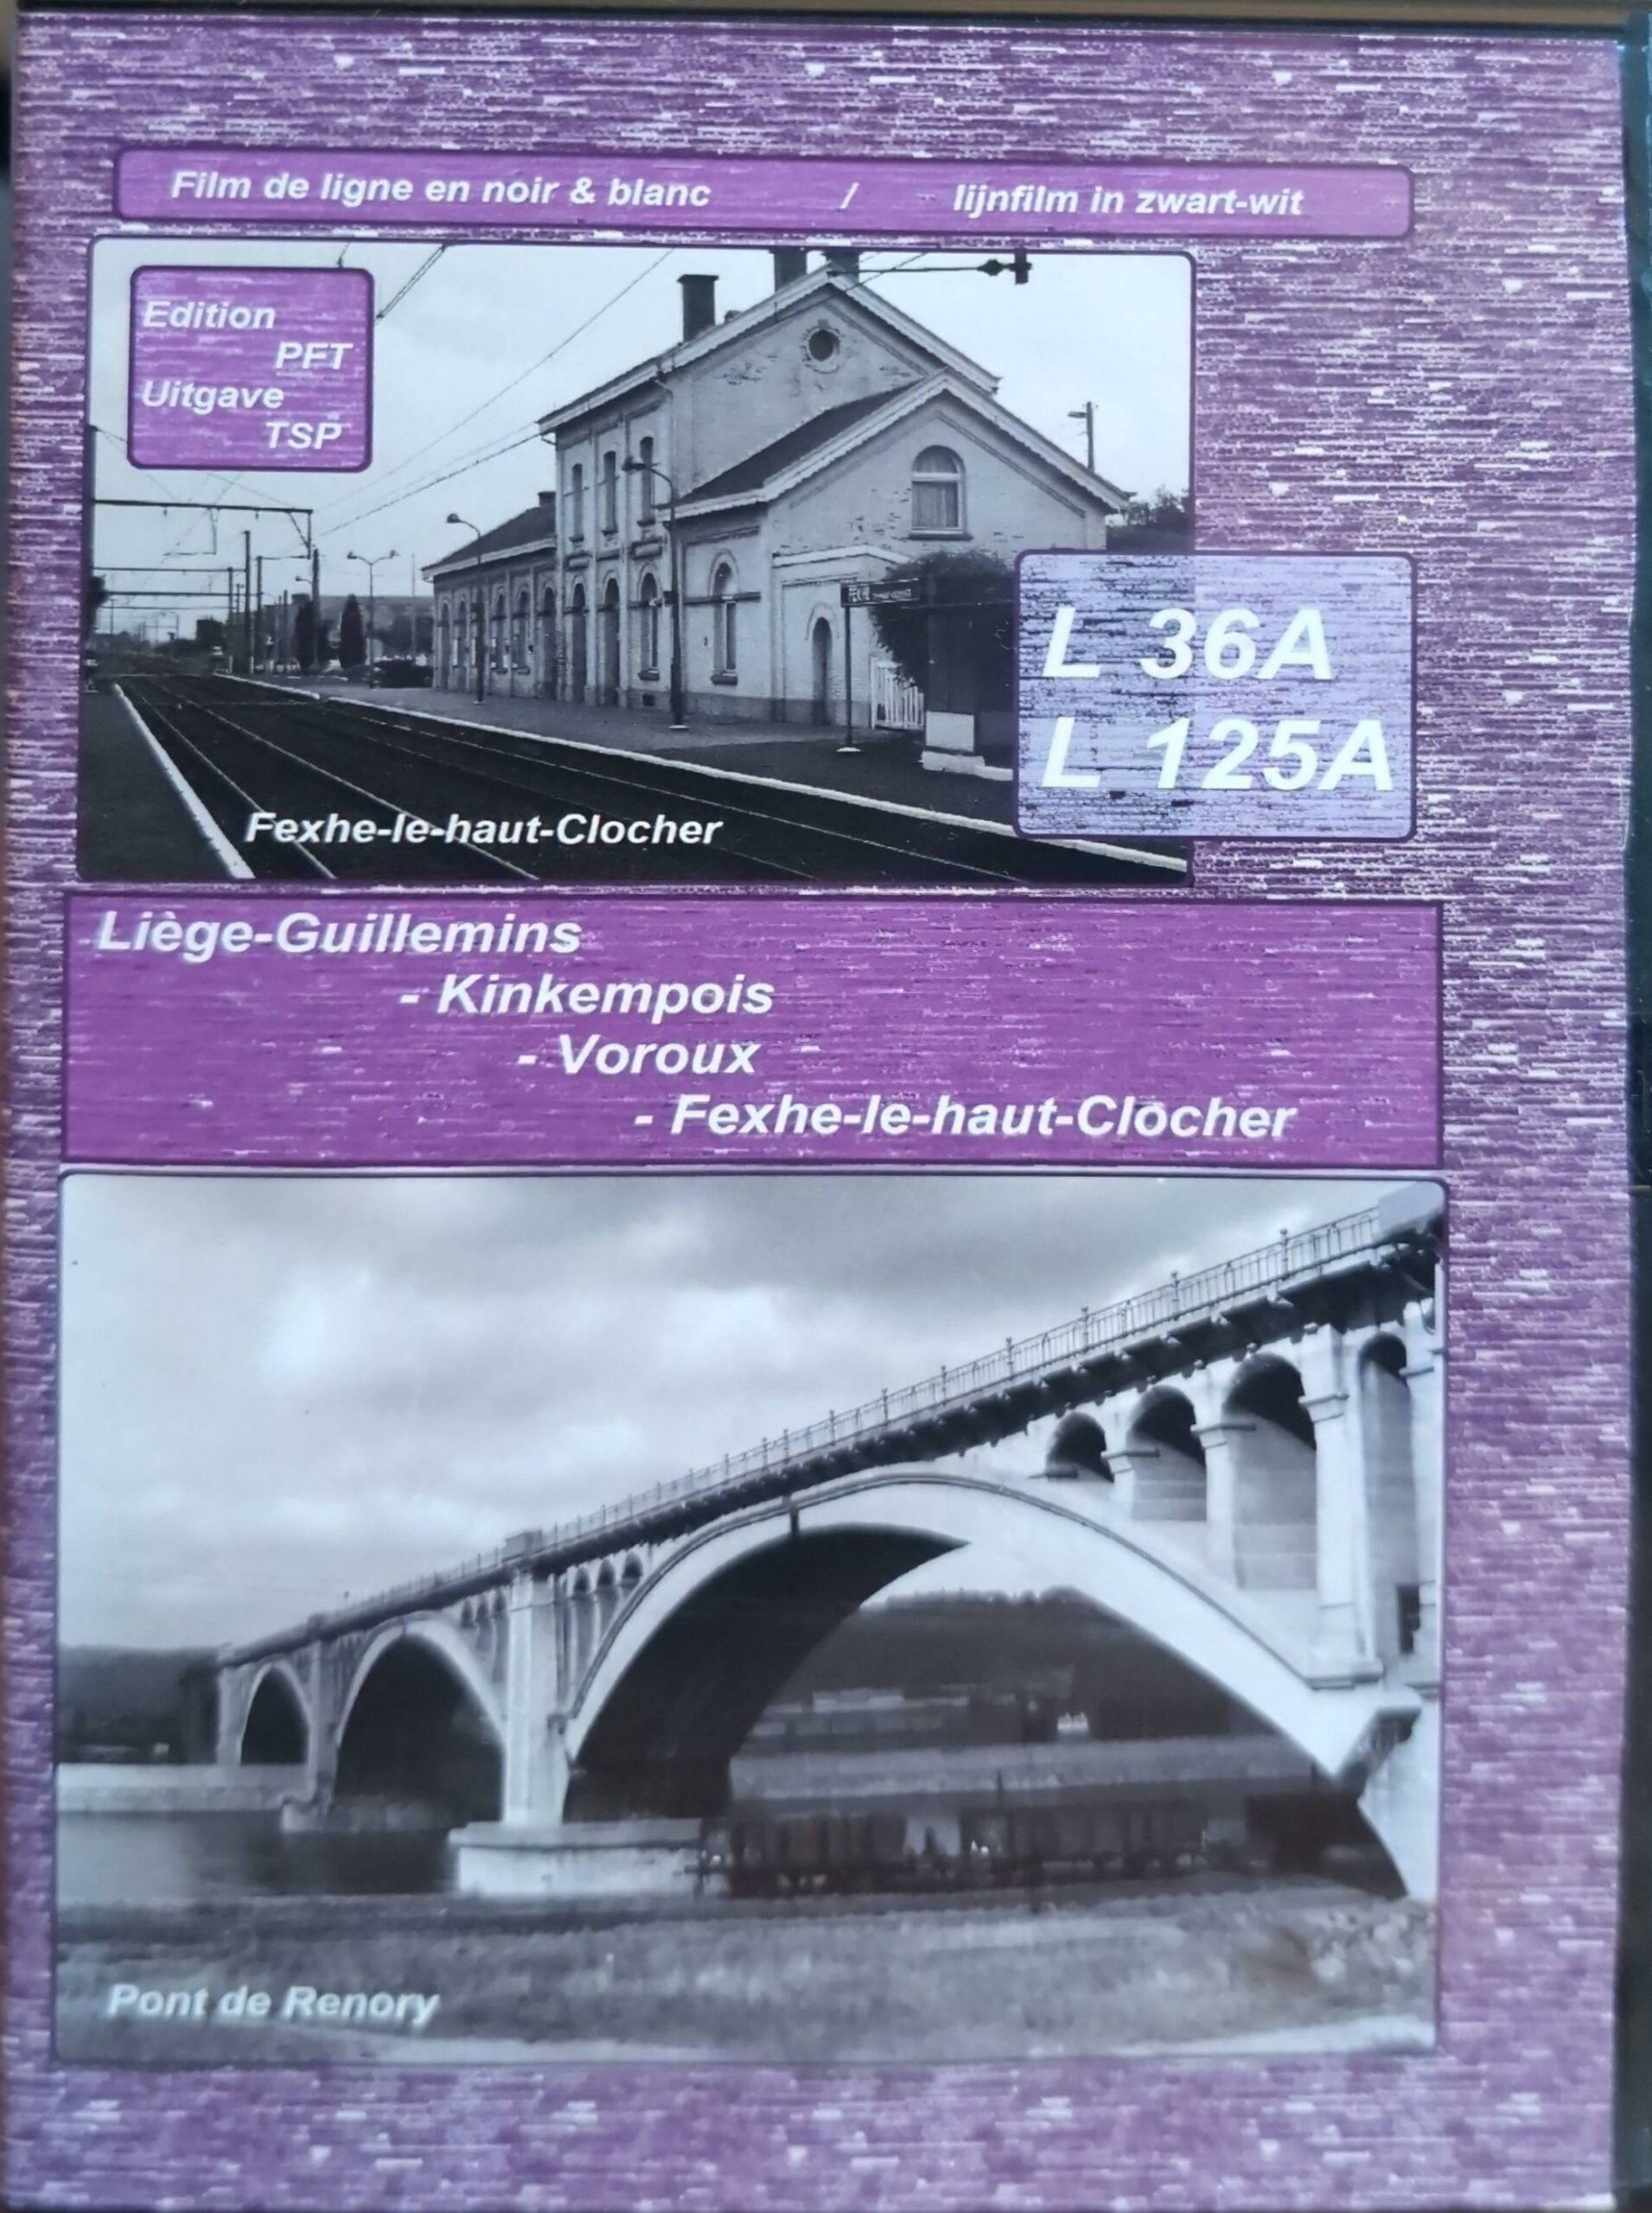 Film de ligne en noir & blanc / lijnfilm in zwart-wit
Edition
PFT
Uitgave
TSP
L 36A
L 125A
Fexhe-le-haut-Clocher
Liège-Guillemins
- Kinkempois
- Voroux -
- Fexhe-le-haut-Clocher
Pont de Renory